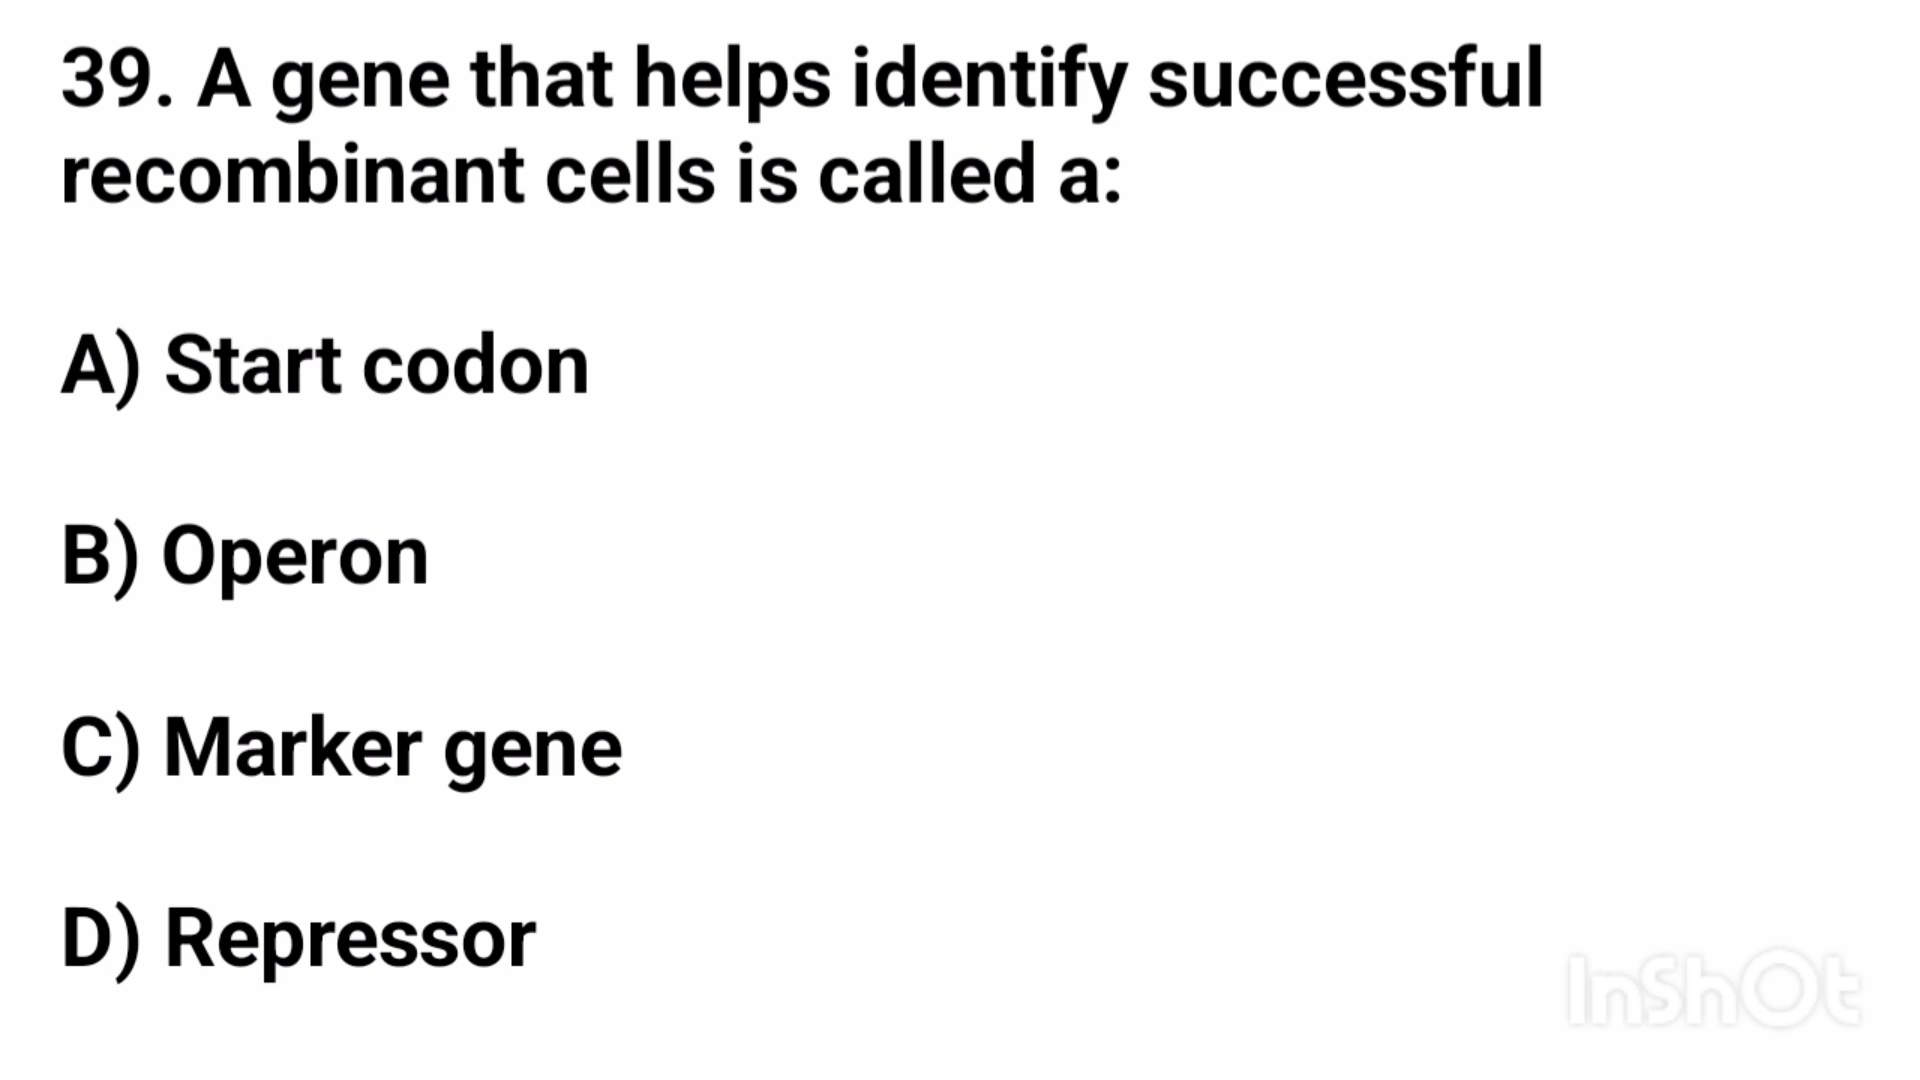 39. A gene that helps identify successful
recombinant cells is called a:
A) Start codon
B) Operon
C) Marker gene
D) Repressor
InShOt